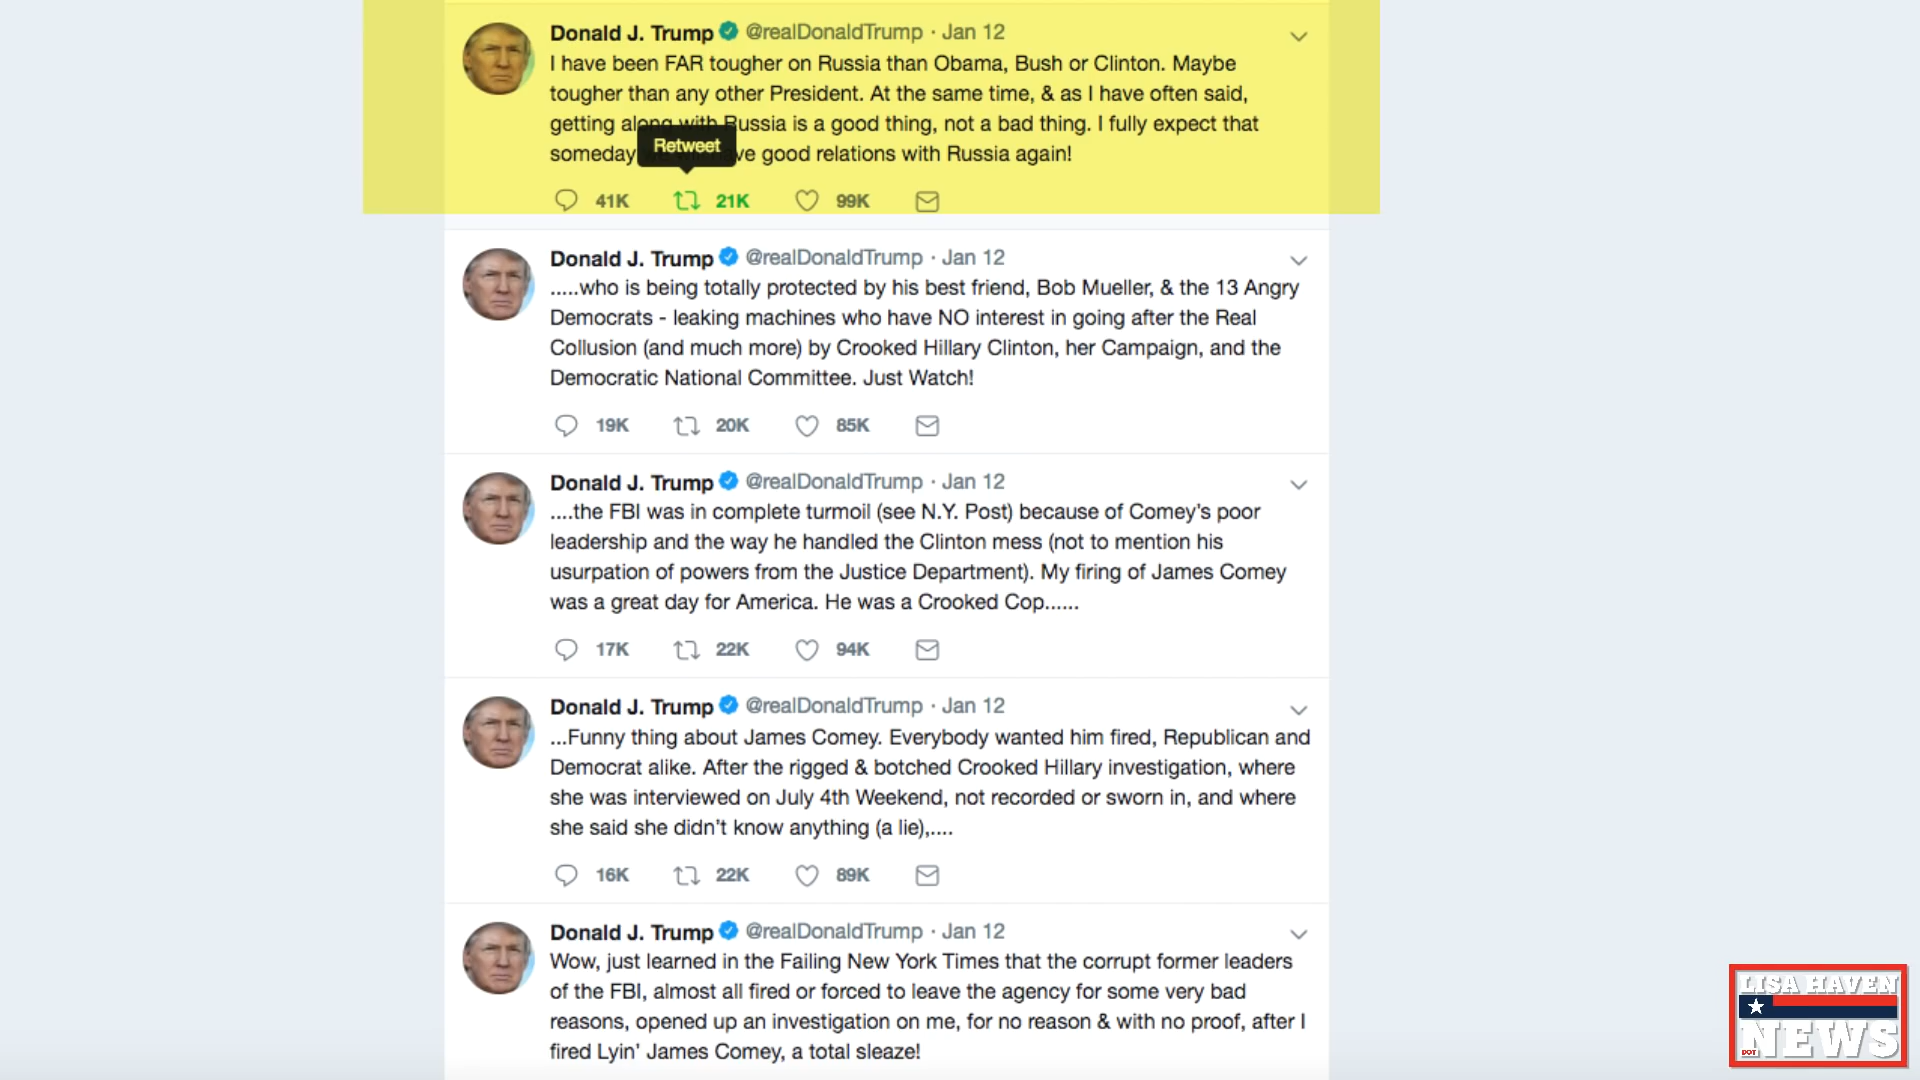 Donald J. Trump @realDonaldTrump · Jan 12
I have been FAR tougher on Russia than Obama, Bush or Clinton. Maybe
tougher than any other President. At the same time, & as I have often said,
getting along with Russia is a good thing, not a bad thing. I fully expect that
Retweet
someday good relations with Russia again!
41K 21K 99K
Donald J. Trump @realDonaldTrump · Jan 12
.....who is being totally protected by his best friend, Bob Mueller, & the 13 Angry
Democrats - leaking machines who have NO interest in going after the Real
Collusion (and much more) by Crooked Hillary Clinton, her Campaign, and the
Democratic National Committee. Just Watch!
19K 20K 85K
Donald J. Trump @realDonaldTrump · Jan 12
....the FBI was in complete turmoil (see N.Y. Post) because of Comey's poor
leadership and the way he handled the Clinton mess (not to mention his
usurpation of powers from the Justice Department). My firing of James Comey
was a great day for America. He was a Crooked Cop......
17K 22K 94K
Donald J. Trump @realDonaldTrump · Jan 12
...Funny thing about James Comey. Everybody wanted him fired, Republican and
Democrat alike. After the rigged & botched Crooked Hillary investigation, where
she was interviewed on July 4th Weekend, not recorded or sworn in, and where
she said she didn't know anything (a lie),....
16K 22K 89K
Donald J. Trump @realDonaldTrump · Jan 12
Wow, just learned in the Failing New York Times that the corrupt former leaders
of the FBI, almost all fired or forced to leave the agency for some very bad
reasons, opened up an investigation on me, for no reason & with no proof, after I
fired Lyin' James Comey, a total sleaze!
LISA HAVEN
DOT NEWS